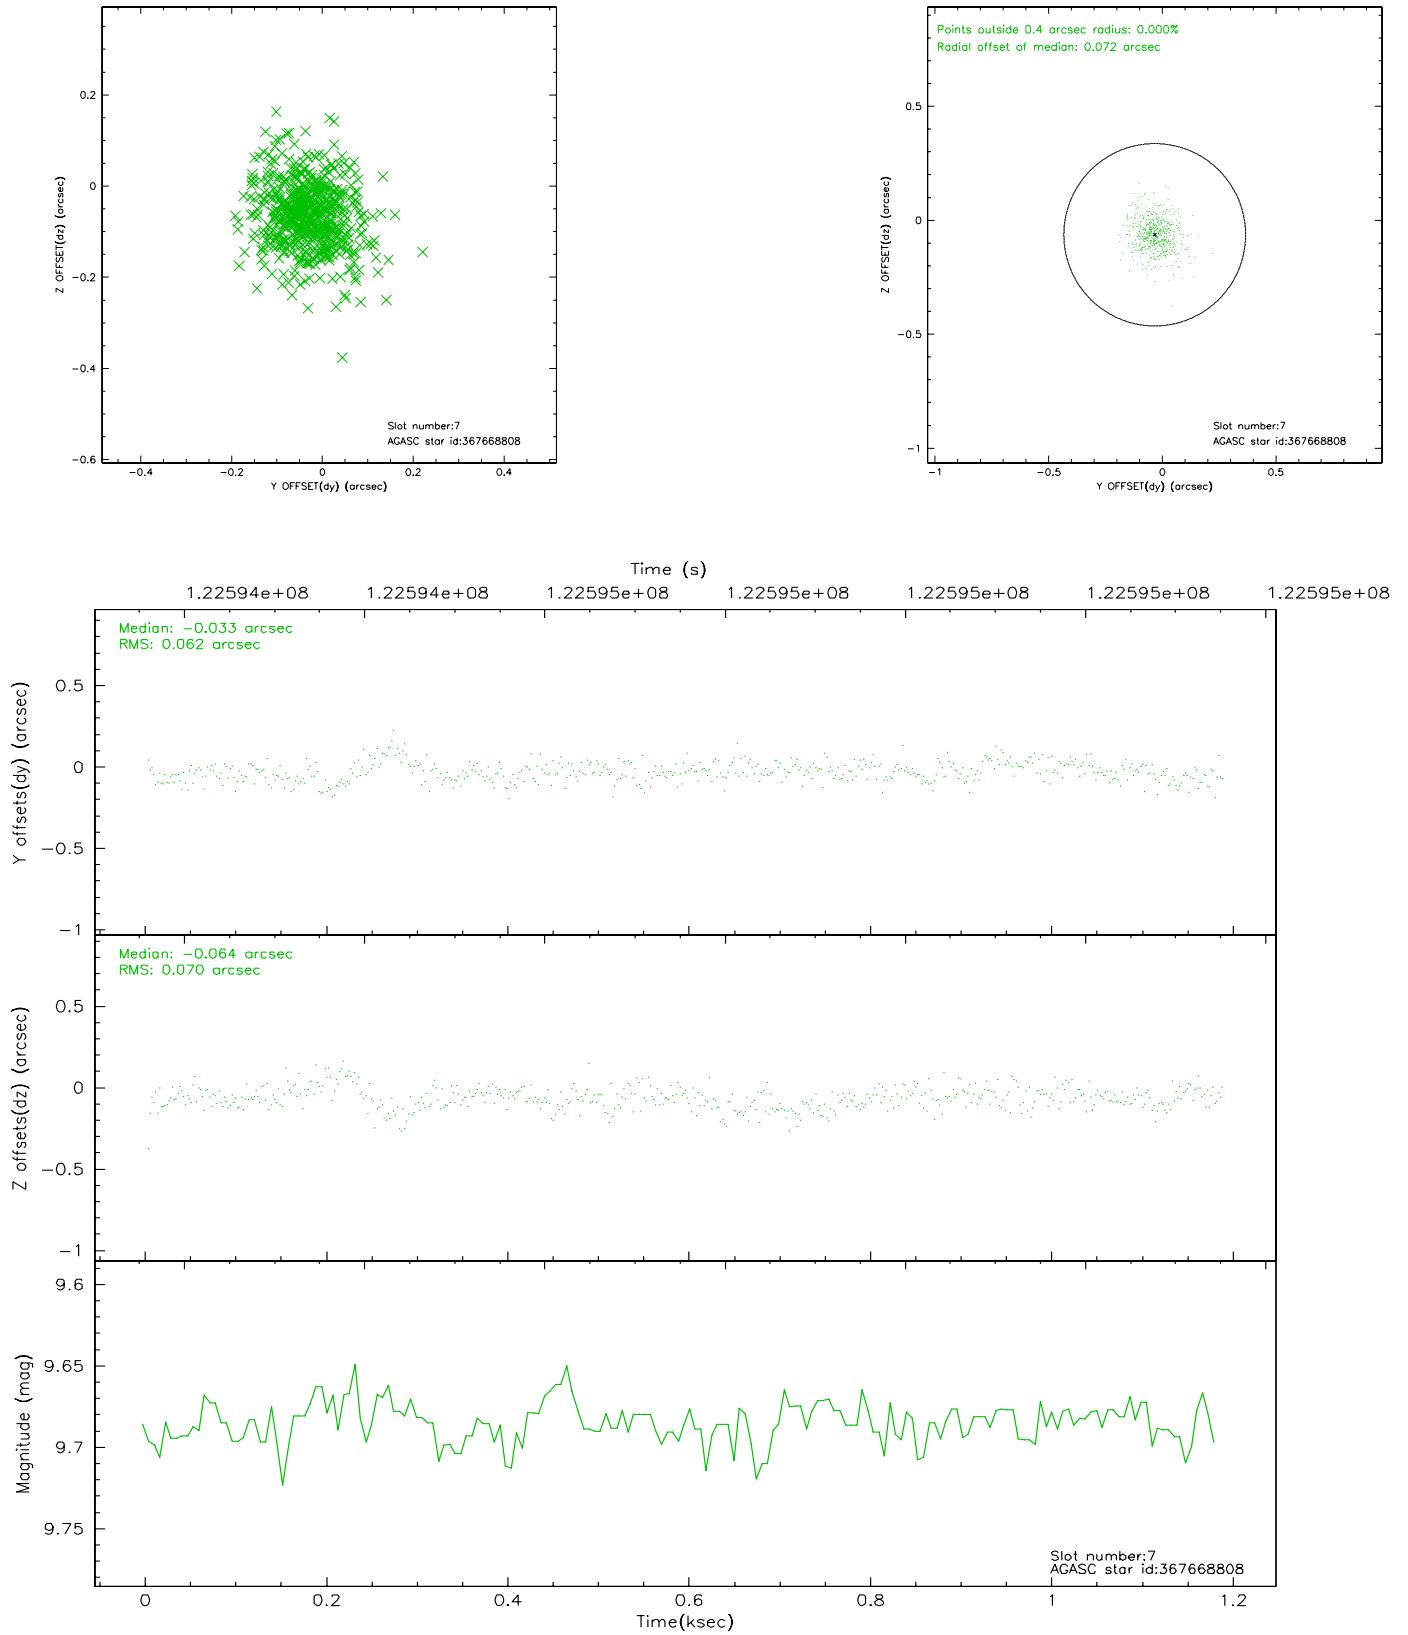 0.2
0
−0.2
−0.4
−0.6
Z OFFSET(dz) (arcsec)
Slot number:7
AGASC star id:367668808
−0.4 −0.2 0 0.2 0.4
Y OFFSET(dy) (arcsec)
Points outside 0.4 arcsec radius: 0.000%
Radial offset of median: 0.072 arcsec
0.5
0
−0.5
−1
Z OFFSET(dz) (arcsec)
Slot number:7
AGASC star id:367668808
−1 −0.5 0 0.5
Y OFFSET(dy) (arcsec)
Time (s)
1.22594e+08 1.22594e+08 1.22595e+08 1.22595e+08 1.22595e+08 1.22595e+08 1.22595e+08
Median: −0.033 arcsec
RMS: 0.062 arcsec
0.5
0
−0.5
−1
Y offsets(dy) (arcsec)
Median: −0.064 arcsec
RMS: 0.070 arcsec
0.5
0
−0.5
−1
Z offsets(dz) (arcsec)
9.6
9.65
9.7
9.75
Magnitude (mag)
Slot number:7
AGASC star id:367668808
0 0.2 0.4 0.6 0.8 1 1.2
Time(ksec)